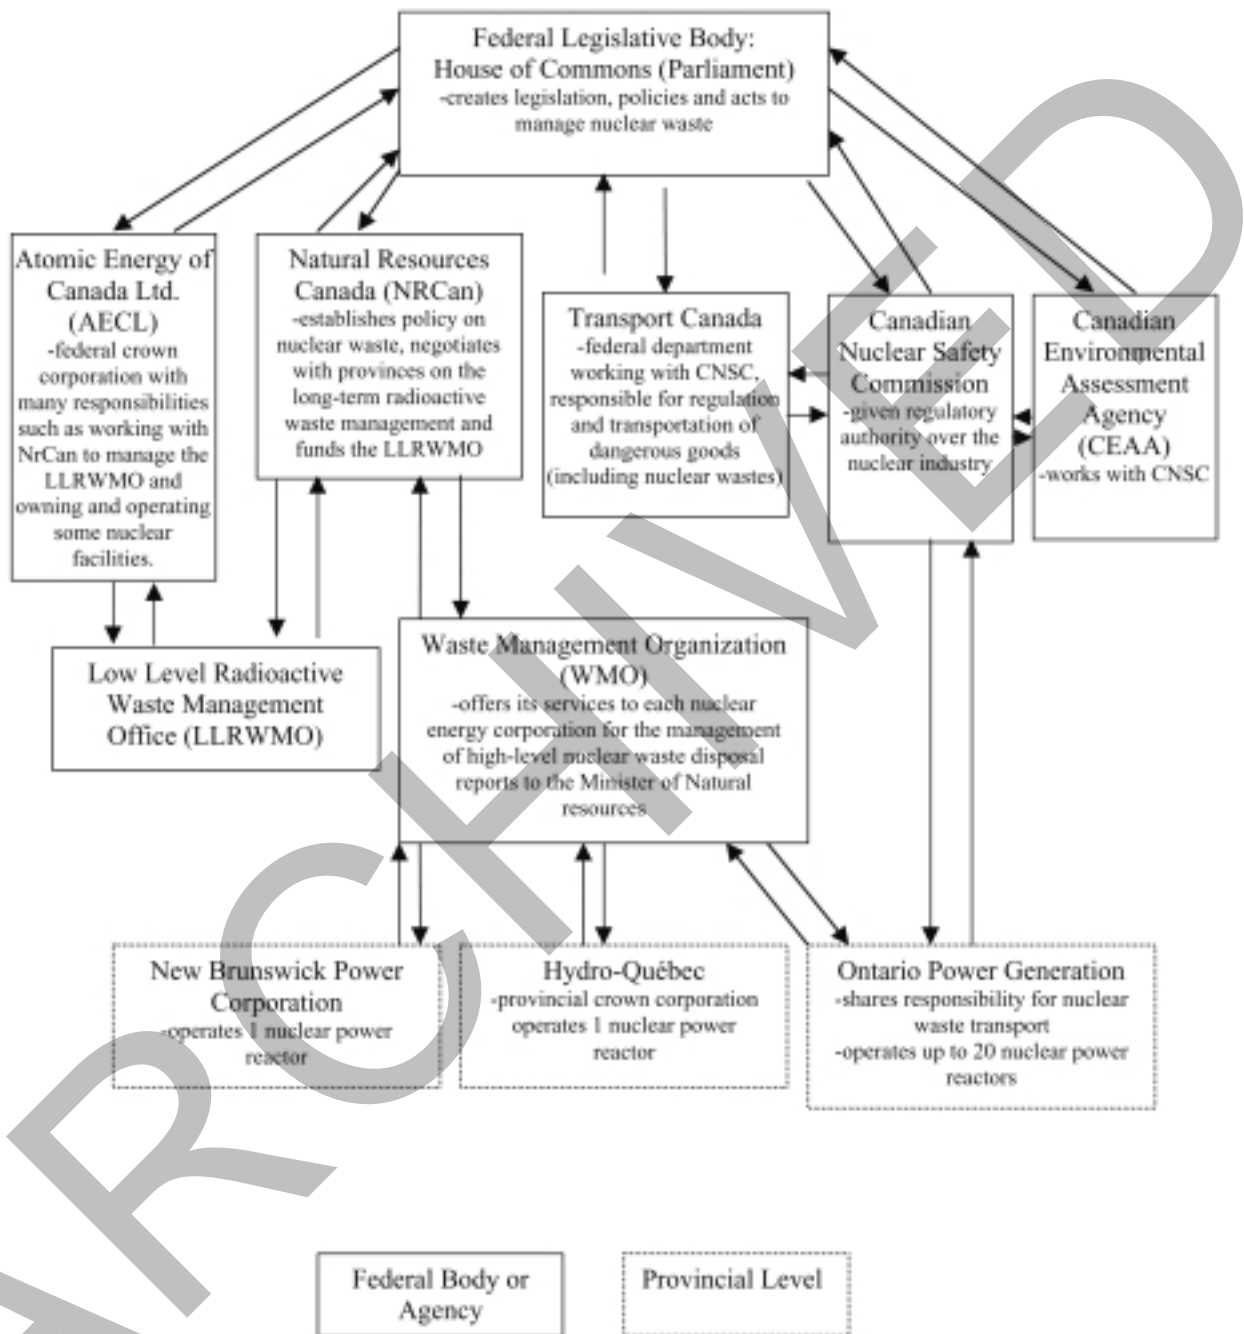 Federal Legislative Body:
House of Commons (Parliament)
-creates legislation, policies and acts to
manage nuclear waste
Atomic Energy of
Canada Ltd.
(AECL)
-federal crown
corporation with
many responsibilities
such as working with
NrCan to manage the
LLRWMO and
owning and operating
some nuclear
facilities.
Natural Resources
Canada (NRCan)
-establishes policy on
nuclear waste, negotiates
with provinces on the
long-term radioactive
waste management and
funds the LLRWMO
Transport Canada
-federal department
working with CNSC,
responsible for regulation
and transportation of
dangerous goods
(including nuclear wastes)
Canadian
Nuclear Safety
Commission
-given regulatory
authority over the
nuclear industry
Canadian
Environmental
Assessment
Agency
(CEAA)
-works with CNSC
Low Level Radioactive
Waste Management
Office (LLRWMO)
Waste Management Organization
(WMO)
-offers its services to each nuclear
energy corporation for the management
of high-level nuclear waste disposal
reports to the Minister of Natural
resources
New Brunswick Power
Corporation
-operates 1 nuclear power
reactor
Hydro-Québec
-provincial crown corporation
operates 1 nuclear power
reactor
Ontario Power Generation
-shares responsibility for nuclear
waste transport
-operates up to 20 nuclear power
reactors
Federal Body or
Agency
Provincial Level
ARCHIVED